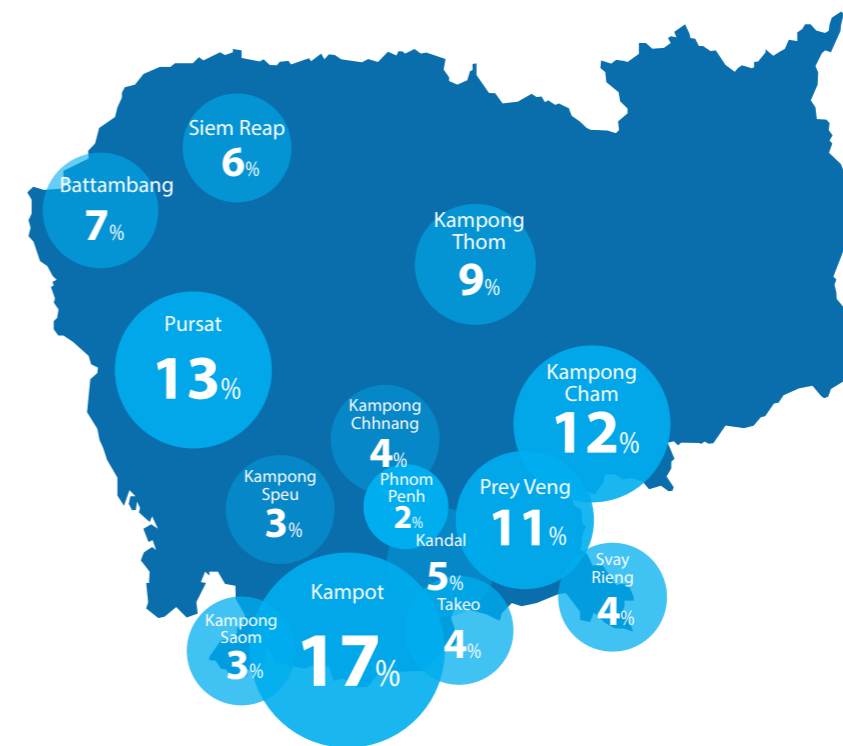 Siem Reap
6%
Battambang
7%
Kampong
Thom
9%
Pursat
13%
Kampong
Cham
12%
Kampong
Chhnang
4%
Kampong
Speu
3%
Phnom
Penh
2%
Prey Veng
11%
Kandal
5%
Svay
Rieng
4%
Kampot
17%
Takeo
4%
Kampong
Saom
3%